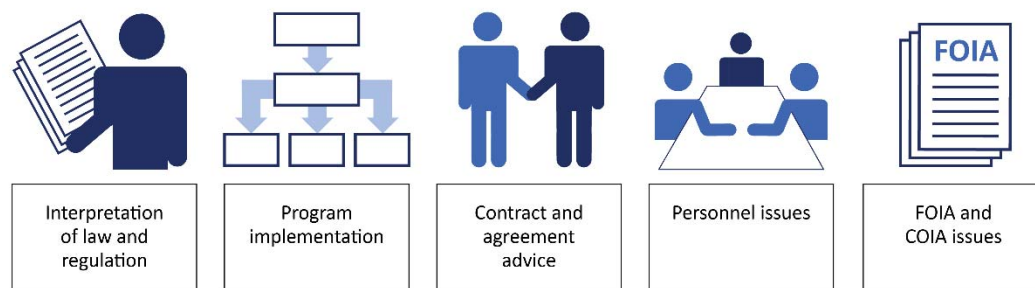 FOIA
Interpretation
of law and
regulation
Program
implementation
Contract and
agreement
advice
Personnel issues
FOIA and
COIA issues